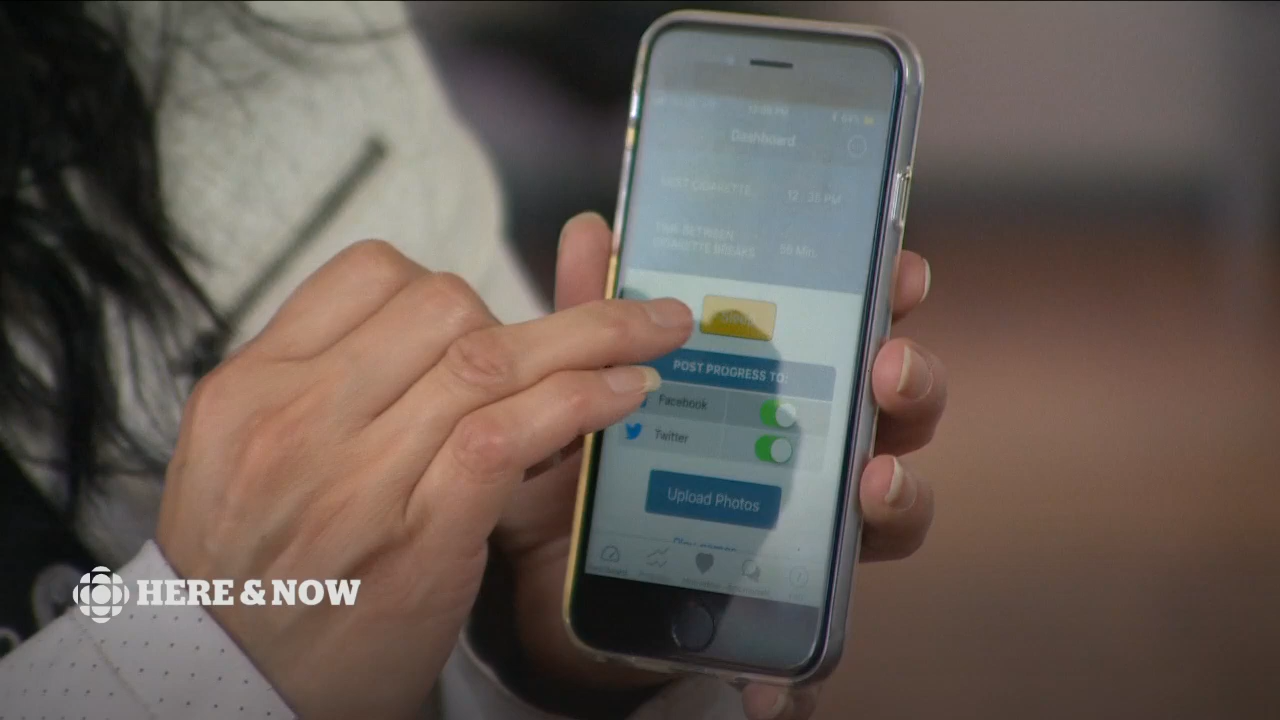 Dashboard
NEXT CIGARETTE
12 : 38 PM
TIME BETWEEN
CIGARETTE BREAKS
55 Min.
POST PROGRESS TO:
Facebook
Twitter
Upload Photos
HERE & NOW